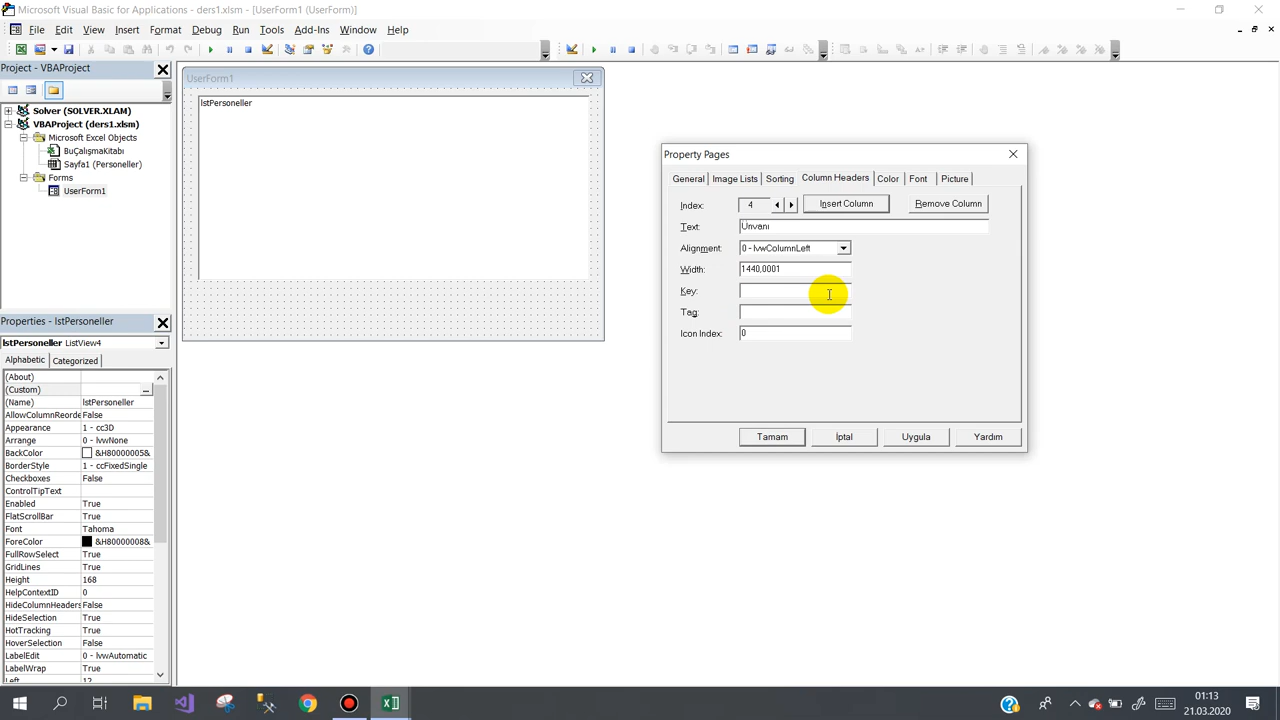 Microsoft Visual Basic for Applications - ders1.xlsm - [UserForm1 (UserForm)]
File Edit View Insert Format Debug Run Tools Add-Ins Window Help
Project - VBAProject
Solver (SOLVER.XLAM)
VBAProject (ders1.xlsm)
Microsoft Excel Objects
BuÇalışmaKitabı
Sayfa1 (Personeller)
Forms
UserForm1
Properties - lstPersoneller
lstPersoneller ListView4
Alphabetic Categorized
(About)
(Custom) ...
(Name) lstPersoneller
AllowColumnReorde False
Appearance 1 - cc3D
Arrange 0 - lvwNone
BackColor &H80000005&
BorderStyle 1 - ccFixedSingle
Checkboxes False
ControlTipText
Enabled True
FlatScrollBar True
Font Tahoma
ForeColor &H80000008&
FullRowSelect True
GridLines True
Height 168
HelpContextID 0
HideColumnHeaders False
HideSelection True
HotTracking True
HoverSelection False
LabelEdit 0 - lvwAutomatic
LabelWrap True
Left 12
UserForm1
lstPersoneller
Property Pages
General Image Lists Sorting Column Headers Color Font Picture
Index: 4 Insert Column Remove Column
Text: Ünvanı
Alignment: 0 - lvwColumnLeft
Width: 1440,0001
Key:
Tag:
Icon Index: 0
Tamam İptal Uygula Yardım
01:13
21.03.2020